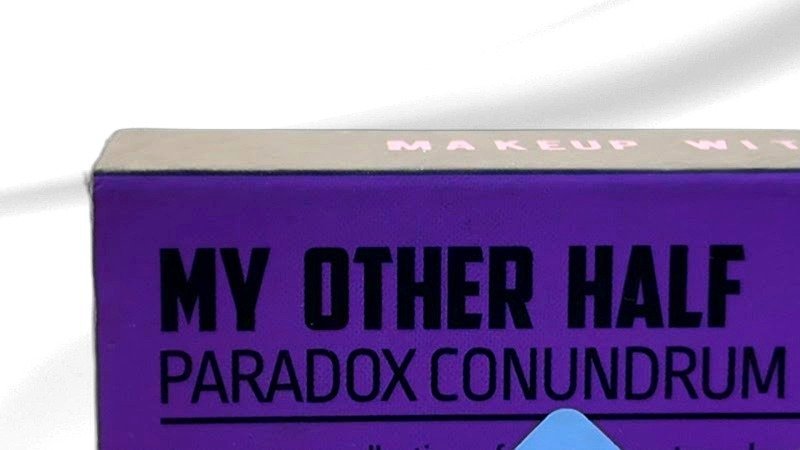 MAKEUP WIT
MY OTHER HALF
PARADOX CONUNDRUM